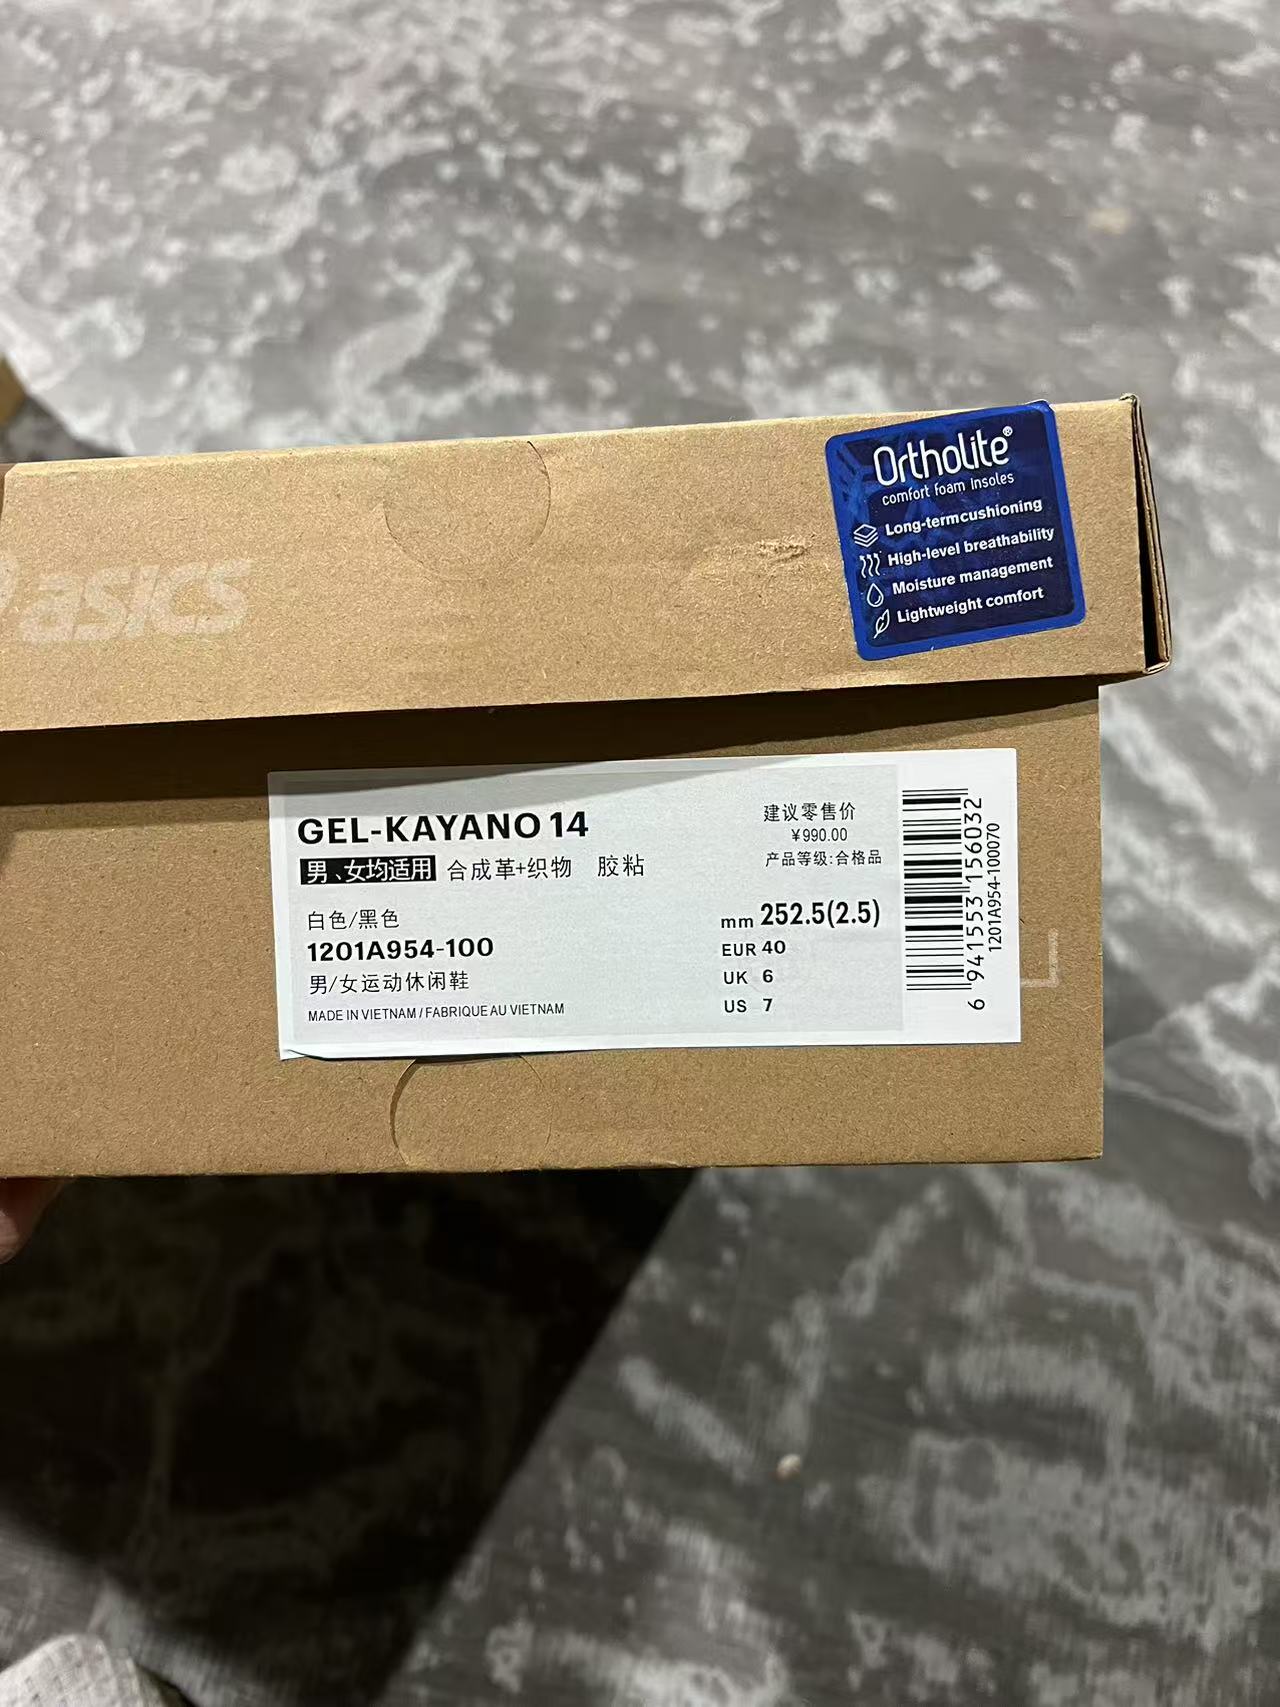 asics
Ortholite®
comfort foam insoles
Long-termcushioning
High-level breathability
Moisture management
Lightweight comfort
GEL-KAYANO 14
男、女均适用 合成革+织物 胶粘
白色/黑色
1201A954-100
男/女运动休闲鞋
MADE IN VIETNAM / FABRIQUE AU VIETNAM
建议零售价
¥990.00
产品等级:合格品
mm 252.5(2.5)
EUR 40
UK 6
US 7
6 941553 156032
1201A954-100070